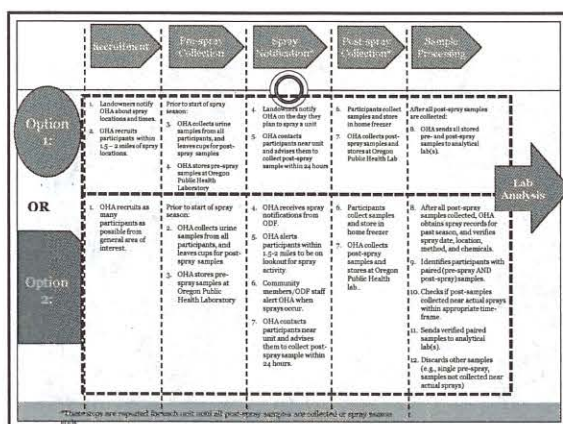 Recruitment
Pre-spray
Collection
Spray
Notification*
Post-spray
Collection*
Sample
Processing
Option
1:
1. Landowners notify
OHA about spray
locations and times.
2. OHA recruits
participants within
1.5 – 2 miles of spray
locations.
Prior to start of spray
season:
3. OHA collects urine
samples from all
participants, and
leaves cups for post-
spray samples
4. OHA stores pre-spray
samples at Oregon
Public Health
Laboratory
4. Landowners notify
OHA on the day they
plan to spray a unit
5. OHA contacts
participants near unit
and advises them to
collect post-spray
sample within 24 hours
6. Participants collect
samples and store
in home freezer
7. OHA collects post-
spray samples and
stores at Oregon
Public Health Lab
After all post-spray samples
are collected:
8. OHA sends all stored
pre- and post-spray
samples to analytical
lab(s).
Lab
Analysis
OR
Option
2:
1. OHA recruits as
many
participants as
possible from
general area of
interest.
Prior to start of spray
season:
2. OHA collects urine
samples from all
participants, and
leaves cups for post-
spray samples
3. OHA stores pre-
spray samples at
Oregon Public
Health Laboratory
4. OHA receives spray
notifications from
ODF.
5. OHA alerts
participants within
1.5-2 miles to be on
lookout for spray
activity
6. Community
members/ODF staff
alert OHA when
sprays occur.
7. OHA contacts
participants near
unit and advises
them to collect post-
spray sample within
24 hours.
6. Participants
collect samples
and store in
home freezer
7. OHA collects
post-spray
samples and
stores at Oregon
Public Health
lab..
8. After all post-spray
samples collected, OHA
obtains spray records for
past season, and verifies
spray date, location,
method, and chemicals.
9. Identifies participants with
paired (pre-spray AND
post-spray) samples.
10. Checks if post-samples
collected near actual sprays
within appropriate time-
frame.
11. Sends verified paired
samples to analytical
lab(s).
12. Discards other samples
(e.g., single pre-spray,
samples not collected near
actual sprays)
*These steps are repeated for each unit until all post-spray samples are collected or spray season